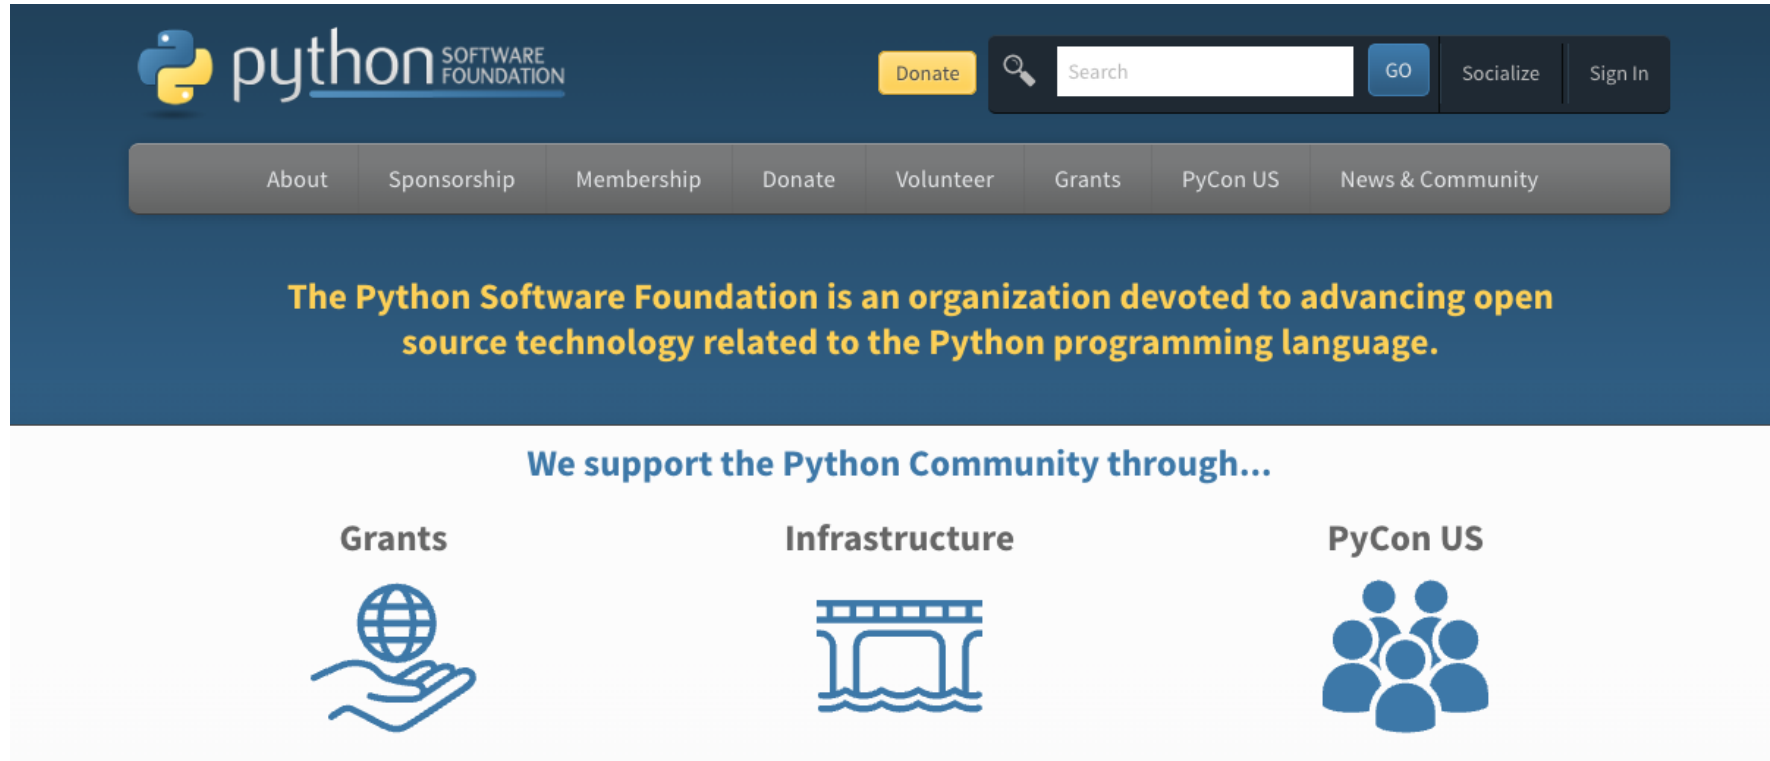 python SOFTWARE FOUNDATION
Donate
Search
GO
Socialize
Sign In
About
Sponsorship
Membership
Donate
Volunteer
Grants
PyCon US
News & Community
The Python Software Foundation is an organization devoted to advancing open
source technology related to the Python programming language.
We support the Python Community through...
Grants
Infrastructure
PyCon US